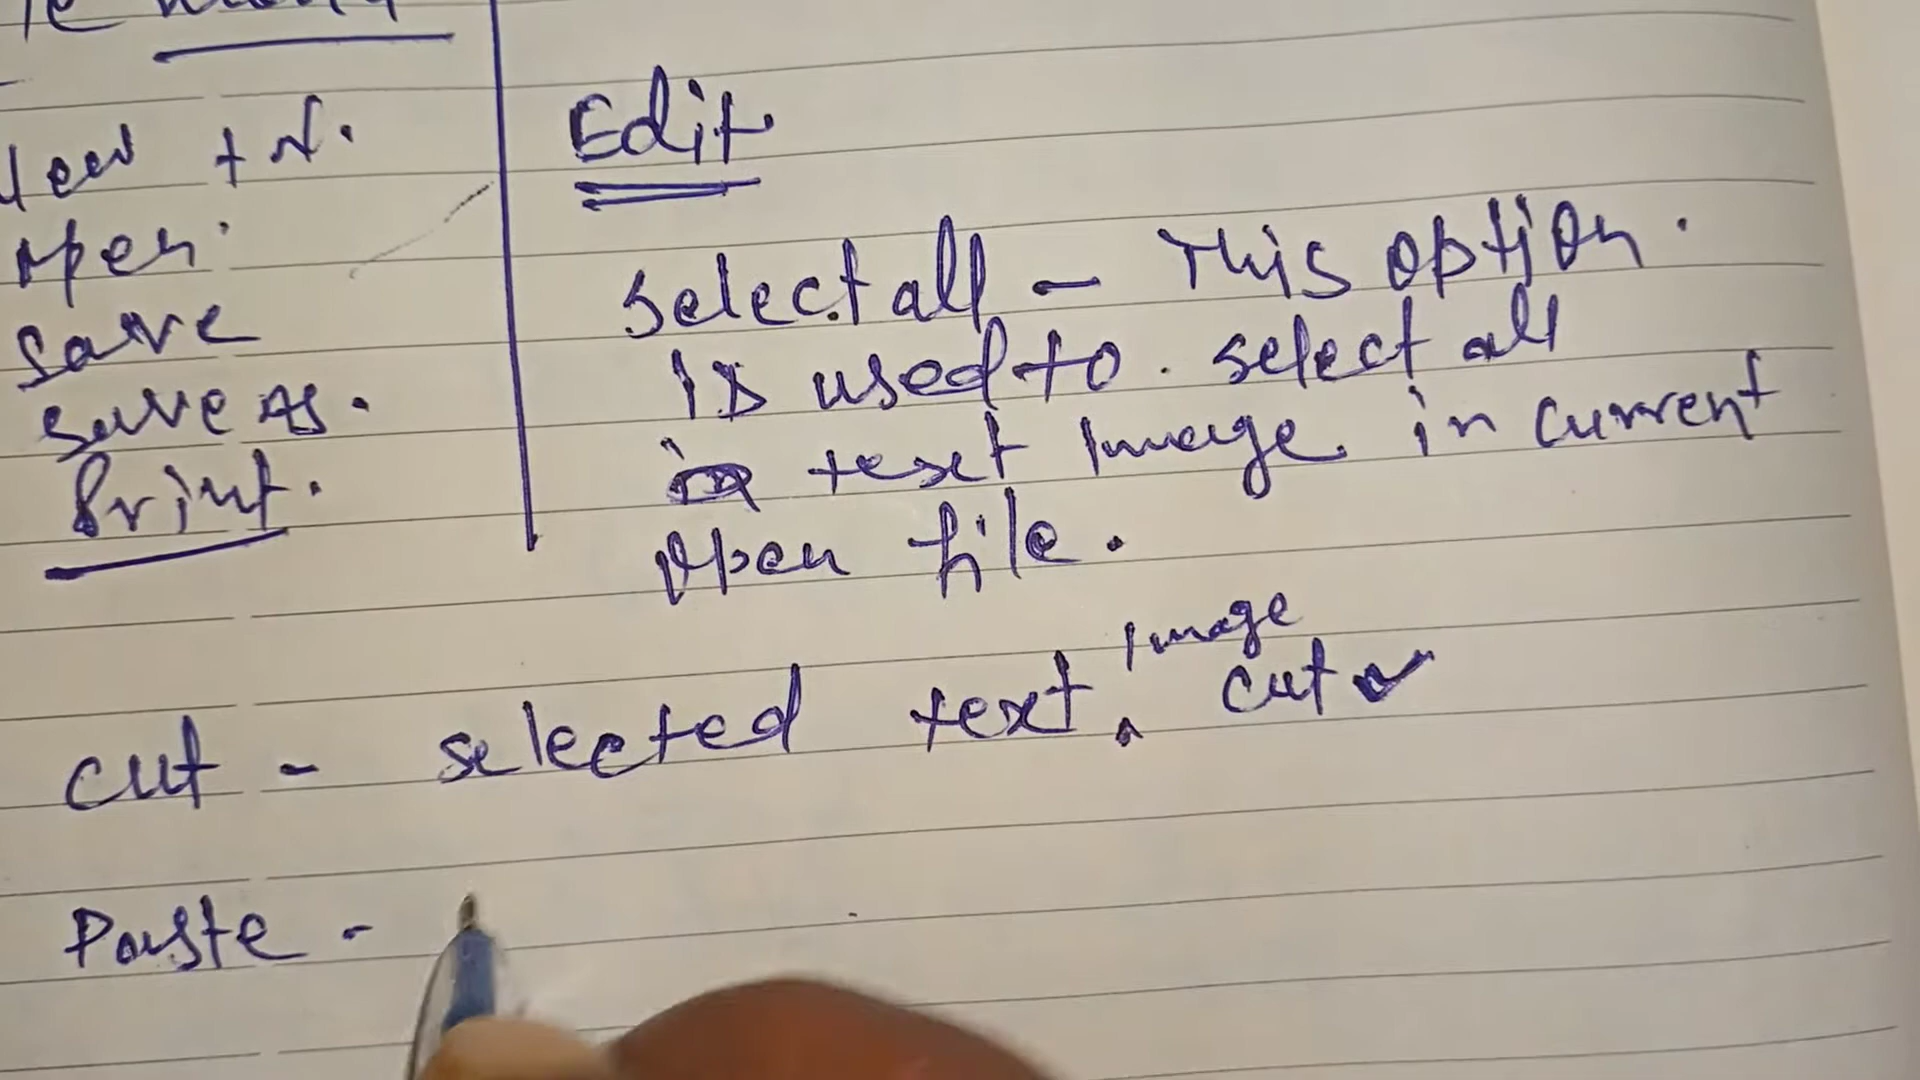 New
Open
Save
Save As.
Print.
Edit
Select all - This option.
is used to. select all
text Image in current
open file.
Image
cut - selected text. cut
Paste -